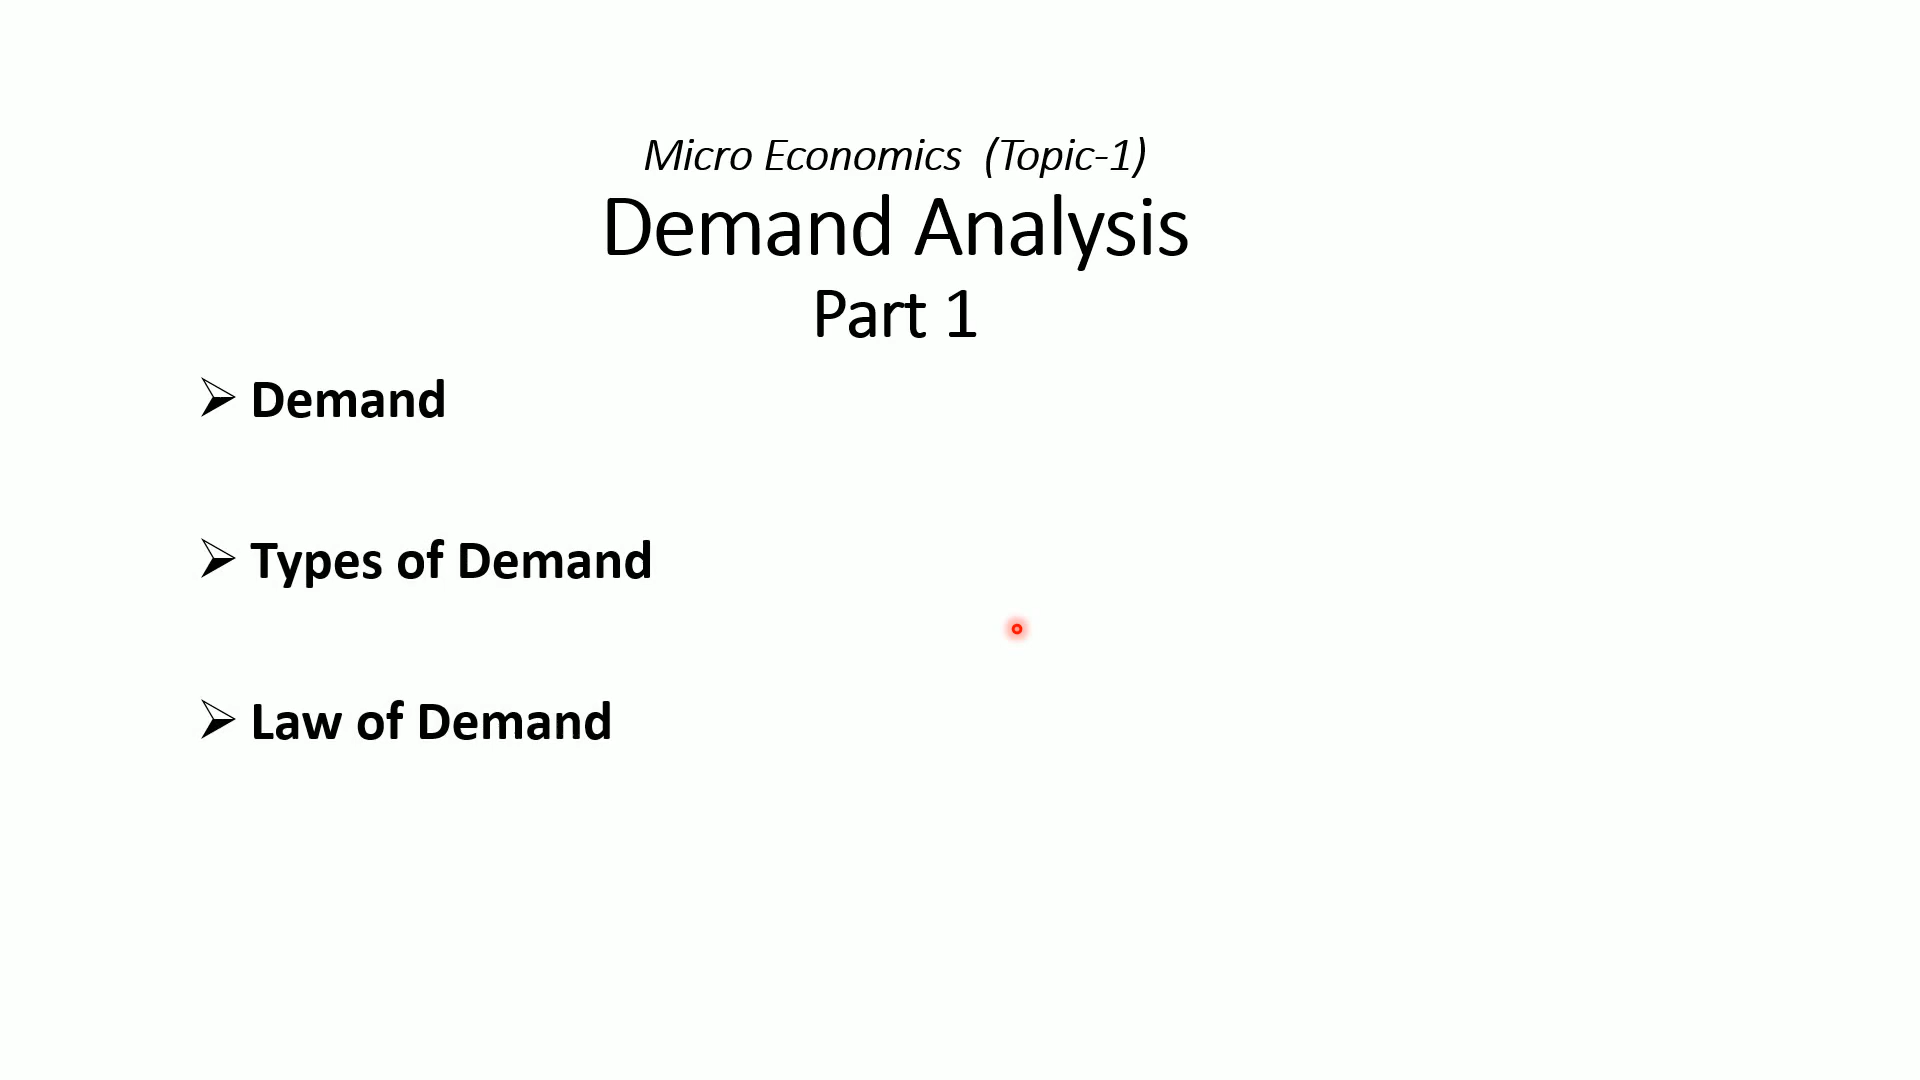 Micro Economics (Topic-1)
Demand Analysis
Part 1
➢ Demand
➢ Types of Demand
➢ Law of Demand